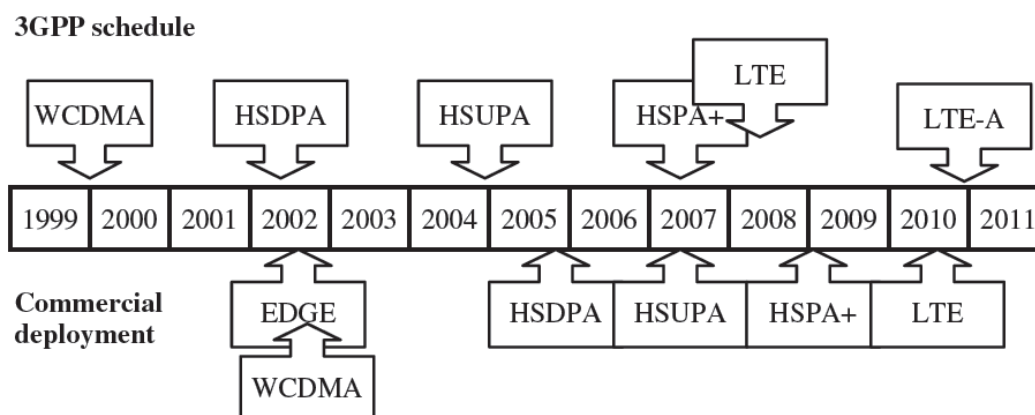 3GPP schedule
LTE
WCDMA HSDPA HSUPA HSPA+ LTE-A
1999 2000 2001 2002 2003 2004 2005 2006 2007 2008 2009 2010 2011
Commercial
deployment
EDGE HSDPA HSUPA HSPA+ LTE
WCDMA